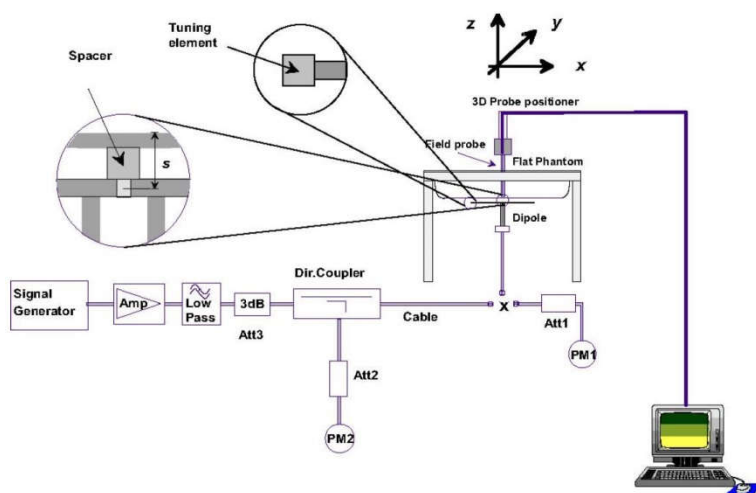 Tuning
element
Spacer
s
z
y
x
3D Probe positioner
Field probe
Flat Phantom
Dipole
Signal
Generator
Amp
Low
Pass
3dB
Att3
Dir.Coupler
Cable
x
Att1
PM1
Att2
PM2